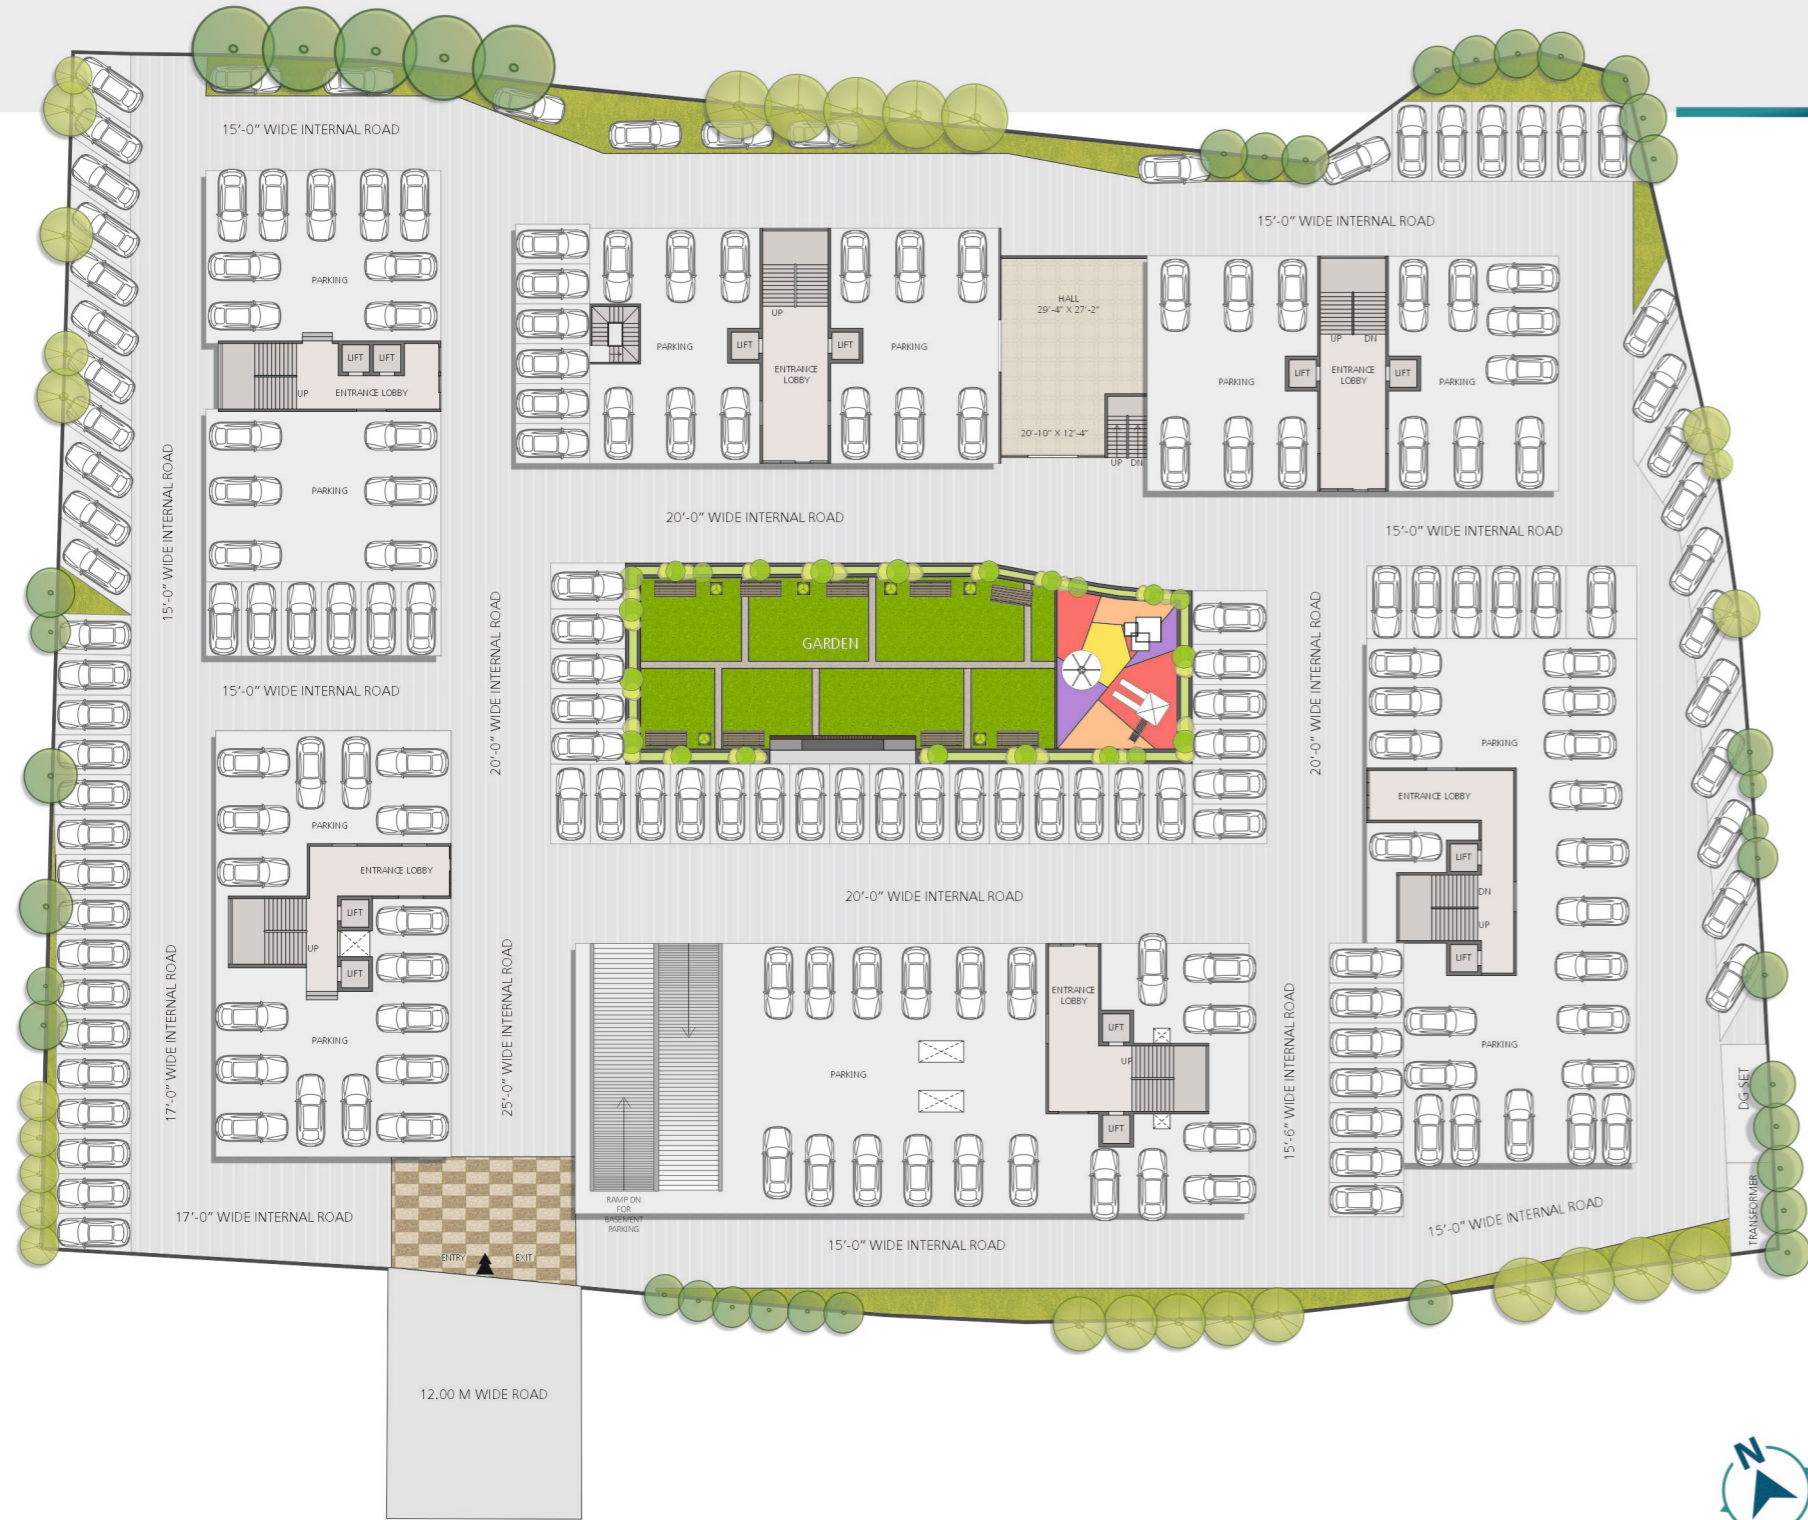 15'-0" WIDE INTERNAL ROAD
15'-0" WIDE INTERNAL ROAD
PARKING
HALL
29'-4" X 27'-2"
UP
LIFT
LIFT
PARKING
PARKING
UP DN
LIFT
LIFT
UP
ENTRANCE LOBBY
LIFT
LIFT
ENTRANCE
LOBBY
ENTRANCE
LOBBY
PARKING
PARKING
20'-10" X 12'-4"
UP DN
PARKING
15'-0" WIDE INTERNAL ROAD
20'-0" WIDE INTERNAL ROAD
15'-0" WIDE INTERNAL ROAD
20'-0" WIDE INTERNAL ROAD
GARDEN
20'-0" WIDE INTERNAL ROAD
15'-0" WIDE INTERNAL ROAD
PARKING
ENTRANCE LOBBY
PARKING
ENTRANCE LOBBY
LIFT
LIFT
DN
UP
LIFT
20'-0" WIDE INTERNAL ROAD
UP
LIFT
17'-0" WIDE INTERNAL ROAD
PARKING
25'-0" WIDE INTERNAL ROAD
ENTRANCE
LOBBY
LIFT
UP
LIFT
PARKING
15'-6" WIDE INTERNAL ROAD
PARKING
DG SET
TRANSFORMER
RAMP DN
FOR
BASEMENT
PARKING
17'-0" WIDE INTERNAL ROAD
15'-0" WIDE INTERNAL ROAD
15'-0" WIDE INTERNAL ROAD
ENTRY
EXIT
12.00 M WIDE ROAD
N